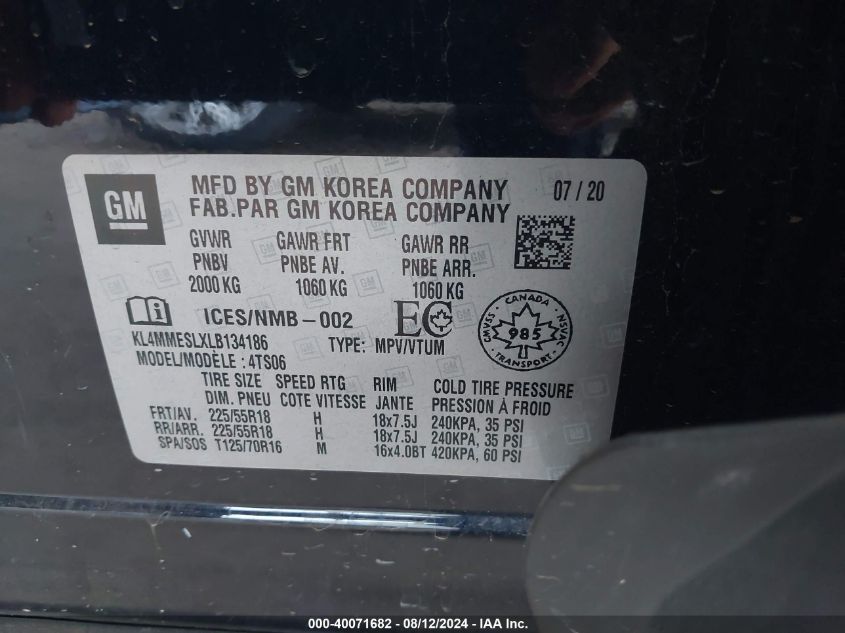 GM
MFD BY GM KOREA COMPANY 07 / 20
FAB.PAR GM KOREA COMPANY
GVWR GAWR FRT GAWR RR
PNBV PNBE AV. PNBE ARR.
2000 KG 1060 KG 1060 KG
ICES/NMB-002 EC
KL4MMESLXLB134186 TYPE: MPV/VTUM
MODEL/MODÈLE : 4TS06
CANADA
CMVSS 985 NSVAC
TRANSPORT
TIRE SIZE SPEED RTG RIM COLD TIRE PRESSURE
DIM. PNEU COTE VITESSE JANTE PRESSION À FROID
FRT/AV. 225/55R18 H 18x7.5J 240KPA, 35 PSI
RR/ARR. 225/55R18 H 18x7.5J 240KPA, 35 PSI
SPA/SOS T125/70R16 M 16x4.0BT 420KPA, 60 PSI
000-40071682 - 08/12/2024 - IAA Inc.